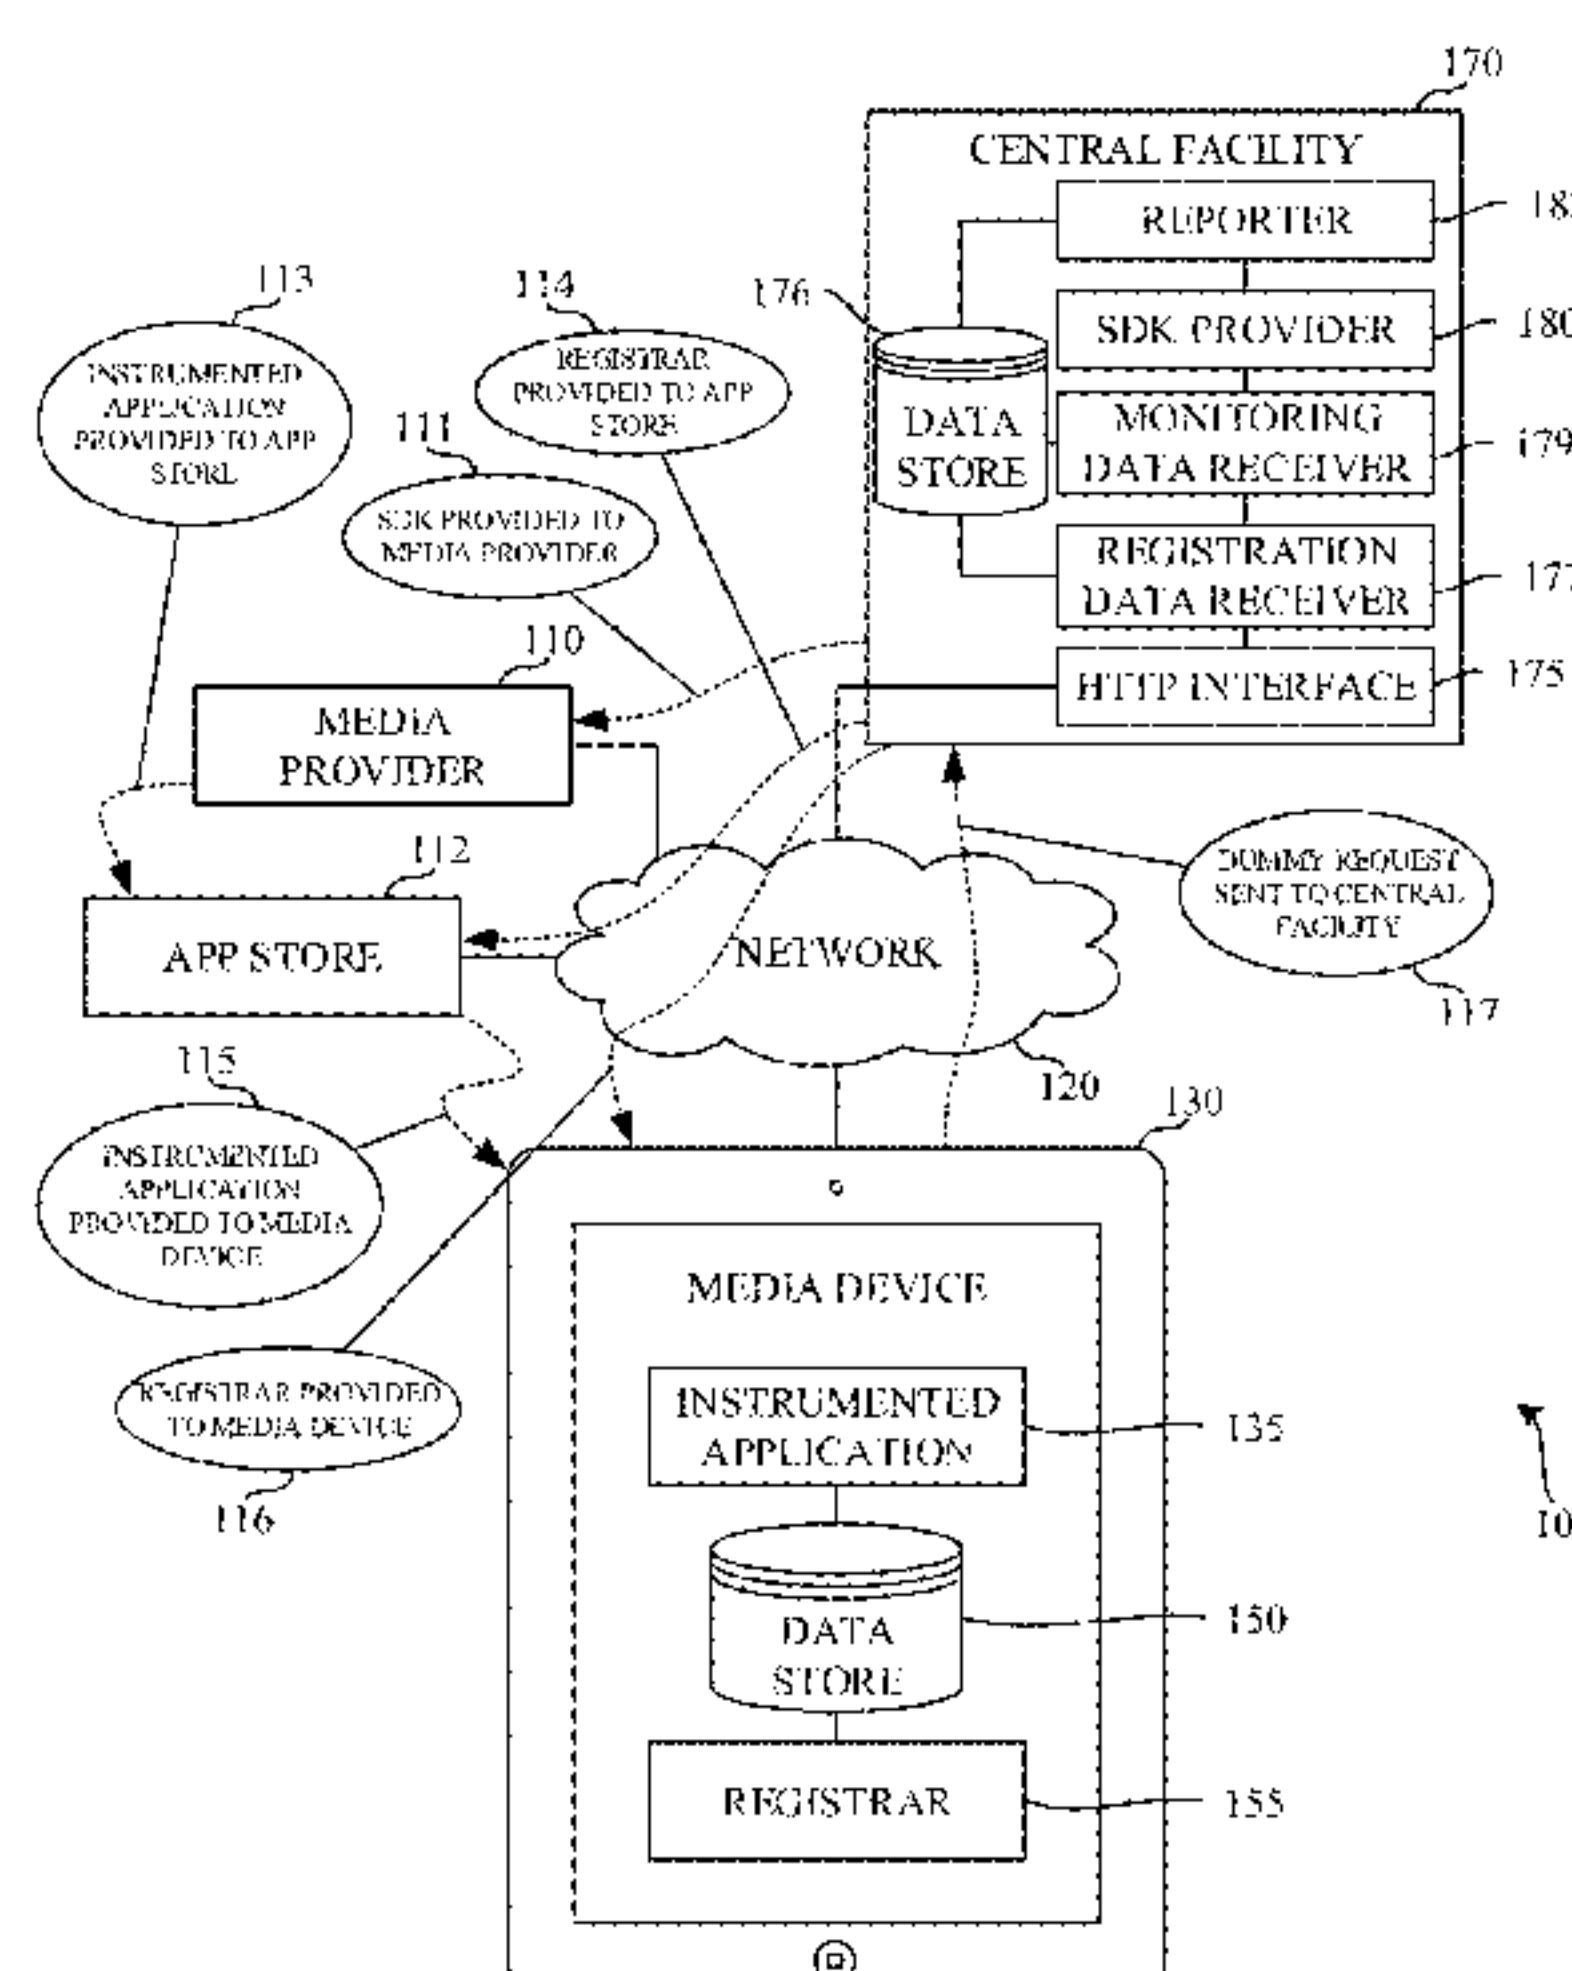 170
CENTRAL FACILITY
REPORTER
SDK PROVIDER
180
176
DATA
STORE
MONITORING
DATA RECEIVER
179
REGISTRATION
DATA RECEIVER
177
HTTP INTERFACE
175
113
INSTRUMENTED
APPLICATION
PROVIDED TO APP
STORE
114
REGISTRAR
PROVIDED TO APP
STORE
111
SDK PROVIDED TO
MEDIA PROVIDER
110
MEDIA
PROVIDER
112
APP STORE
NETWORK
120
DUMMY REQUEST
SENT TO CENTRAL
FACILITY
117
115
INSTRUMENTED
APPLICATION
PROVIDED TO MEDIA
DEVICE
REGISTRAR PROVIDED
TO MEDIA DEVICE
116
130
MEDIA DEVICE
INSTRUMENTED
APPLICATION
135
DATA
STORE
150
REGISTRAR
155